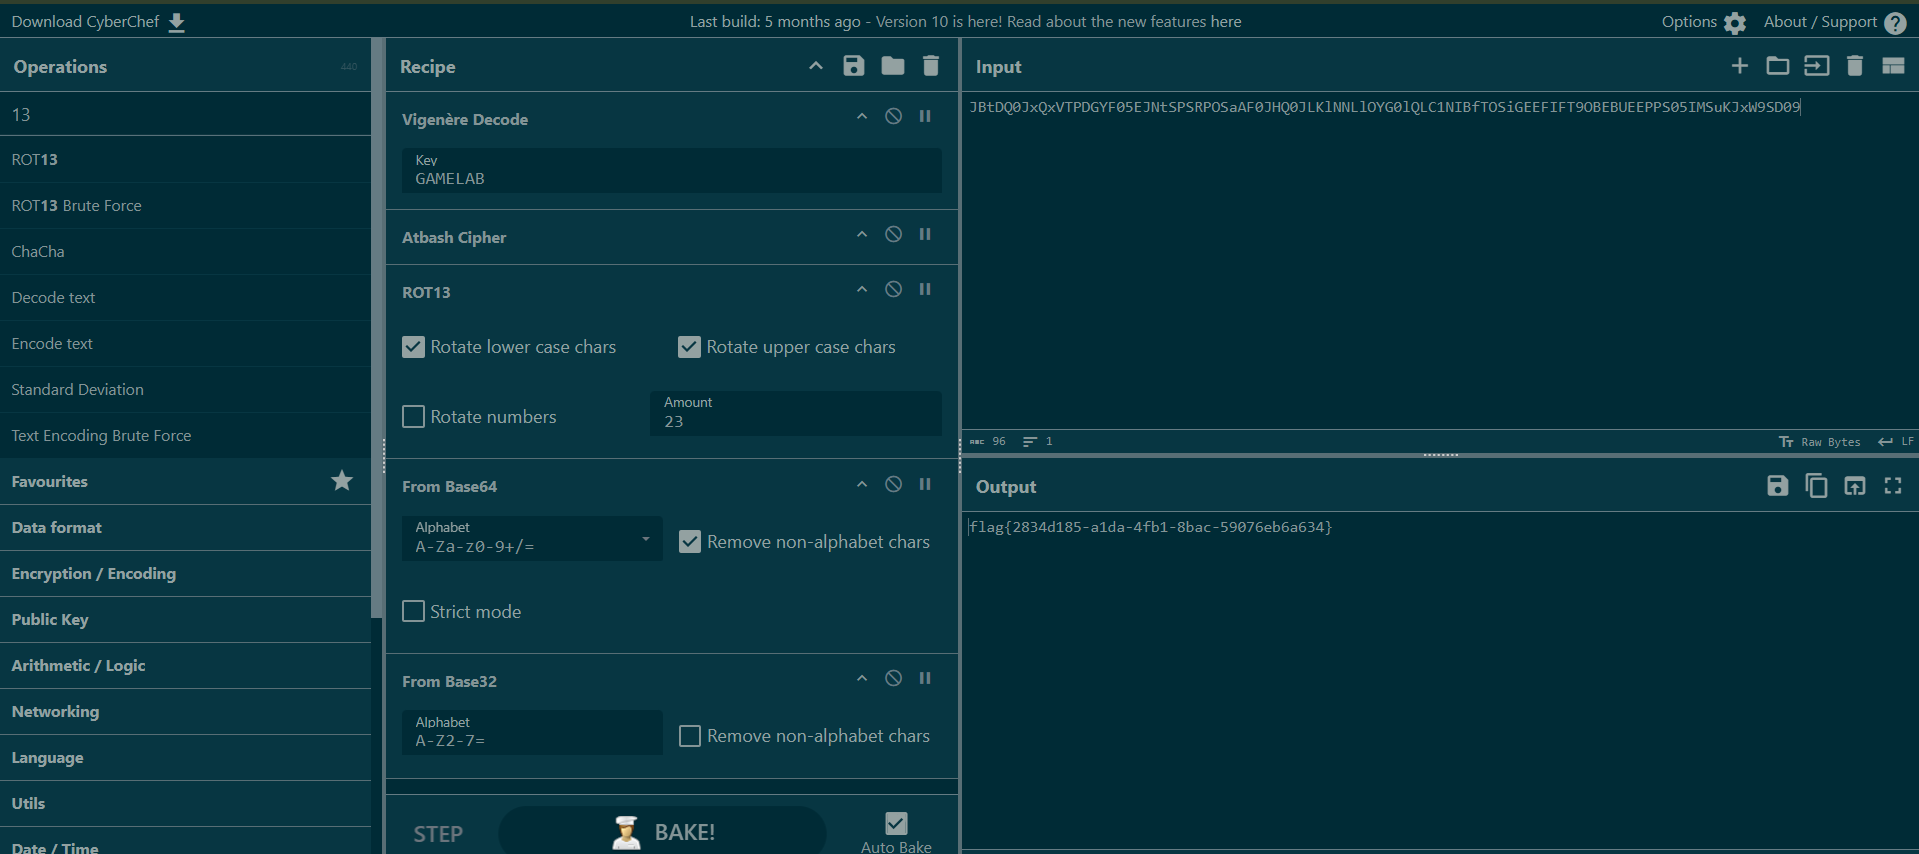 Download CyberChef
Last build: 5 months ago - Version 10 is here! Read about the new features here
Options
About / Support
Operations
440
13
ROT13
ROT13 Brute Force
ChaCha
Decode text
Encode text
Standard Deviation
Text Encoding Brute Force
Favourites
Data format
Encryption / Encoding
Public Key
Arithmetic / Logic
Networking
Language
Utils
Date / Time
Recipe
Vigenère Decode
Key
GAMELAB
Atbash Cipher
ROT13
Rotate lower case chars
Rotate upper case chars
Rotate numbers
Amount
23
From Base64
Alphabet
A-Za-z0-9+/=
Remove non-alphabet chars
Strict mode
From Base32
Alphabet
A-Z2-7=
Remove non-alphabet chars
STEP
BAKE!
Auto Bake
Input
JBtDQ0JxQxVTPDGYF05EJNtSPSRPOSaAF0JHQ0JLKlNNLlOYG0lQLC1NIBfTOSiGEEFIFT9OBEBUEEPPS05IMSuKJxW9SD09
ABC 96
1
Tт Raw Bytes
LF
Output
flag{2834d185-a1da-4fb1-8bac-59076eb6a634}